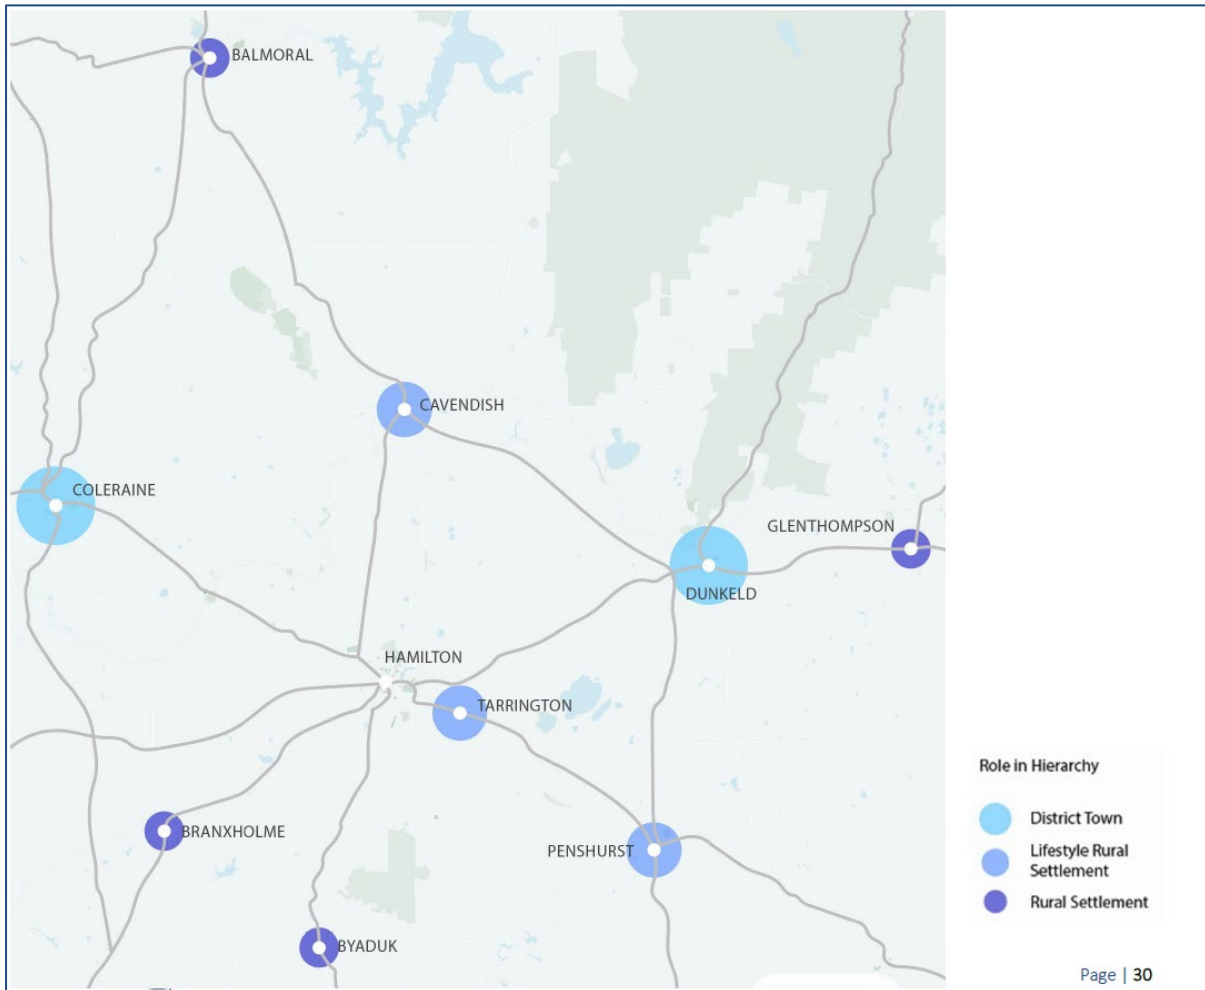 BALMORAL
CAVENDISH
COLERAINE
GLENTHOMPSON
DUNKELD
HAMILTON
TARRINGTON
BRANXHOLME
PENSHURST
BYADUK
Role in Hierarchy
District Town
Lifestyle Rural
Settlement
Rural Settlement
Page | 30